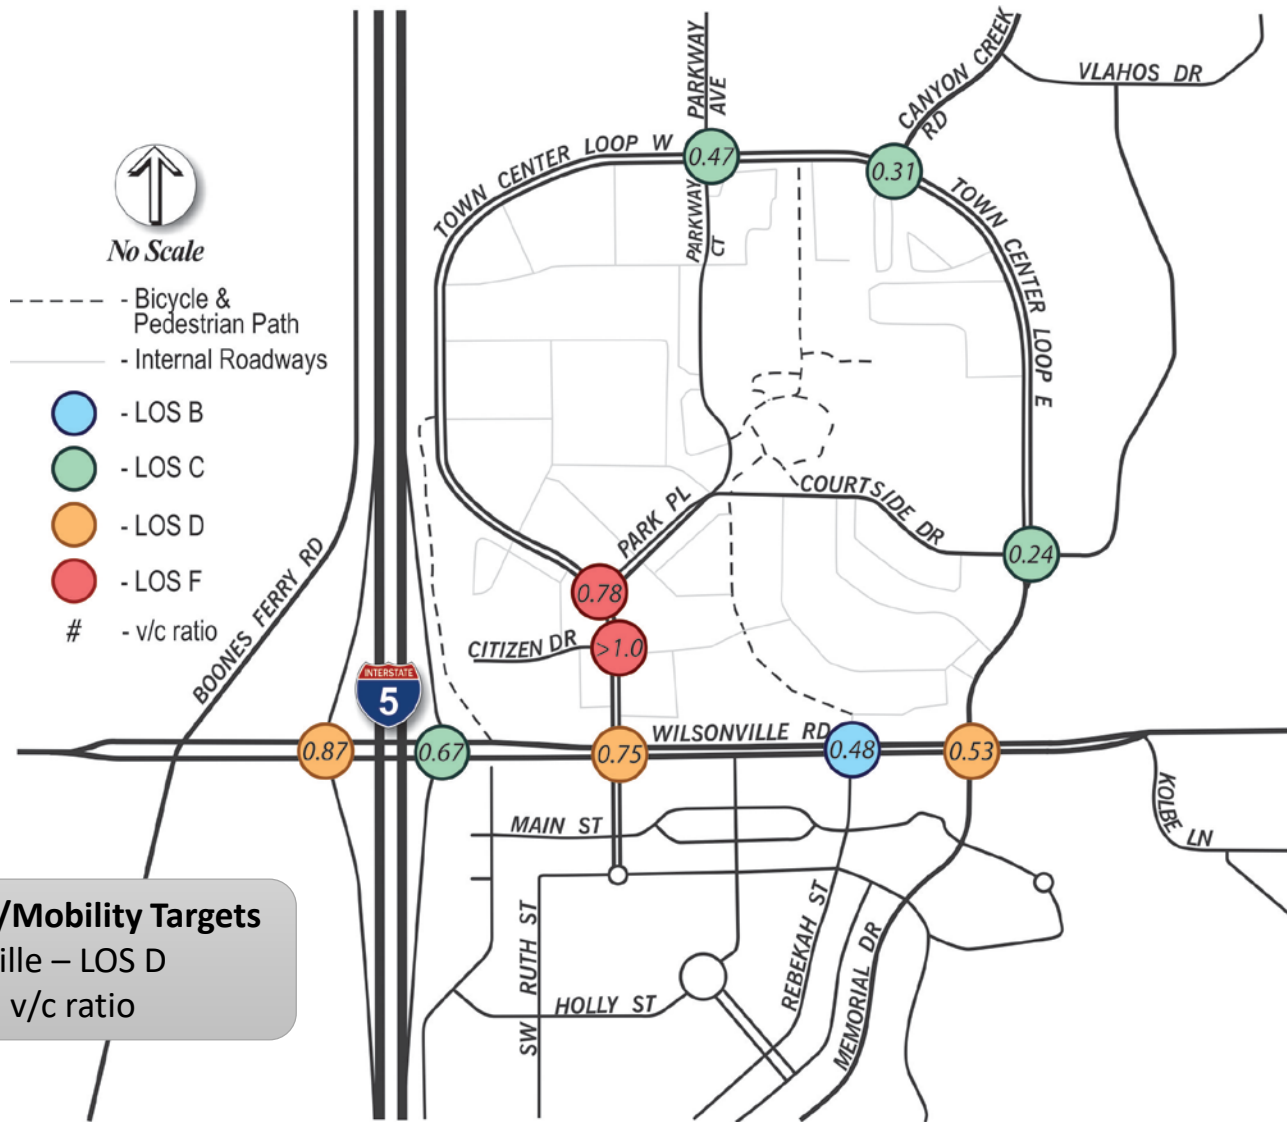 PARKWAY
AVE
CANYON CREEK
RD
VLAHOS DR
TOWN CENTER LOOP W
0.47
0.31
PARKWAY
CT
TOWN CENTER LOOP E
No Scale
- Bicycle &
Pedestrian Path
- Internal Roadways
- LOS B
- LOS C
- LOS D
- LOS F
# - v/c ratio
BOONES FERRY RD
PARK PL
COURTSIDE DR
0.24
0.78
>1.0
CITIZEN DR
INTERSTATE
5
WILSONVILLE RD
0.87
0.67
0.75
0.48
0.53
KOLBE LN
MAIN ST
/Mobility Targets
ille – LOS D
v/c ratio
SW RUTH ST
HOLLY ST
REBEKAH ST
MEMORIAL DR